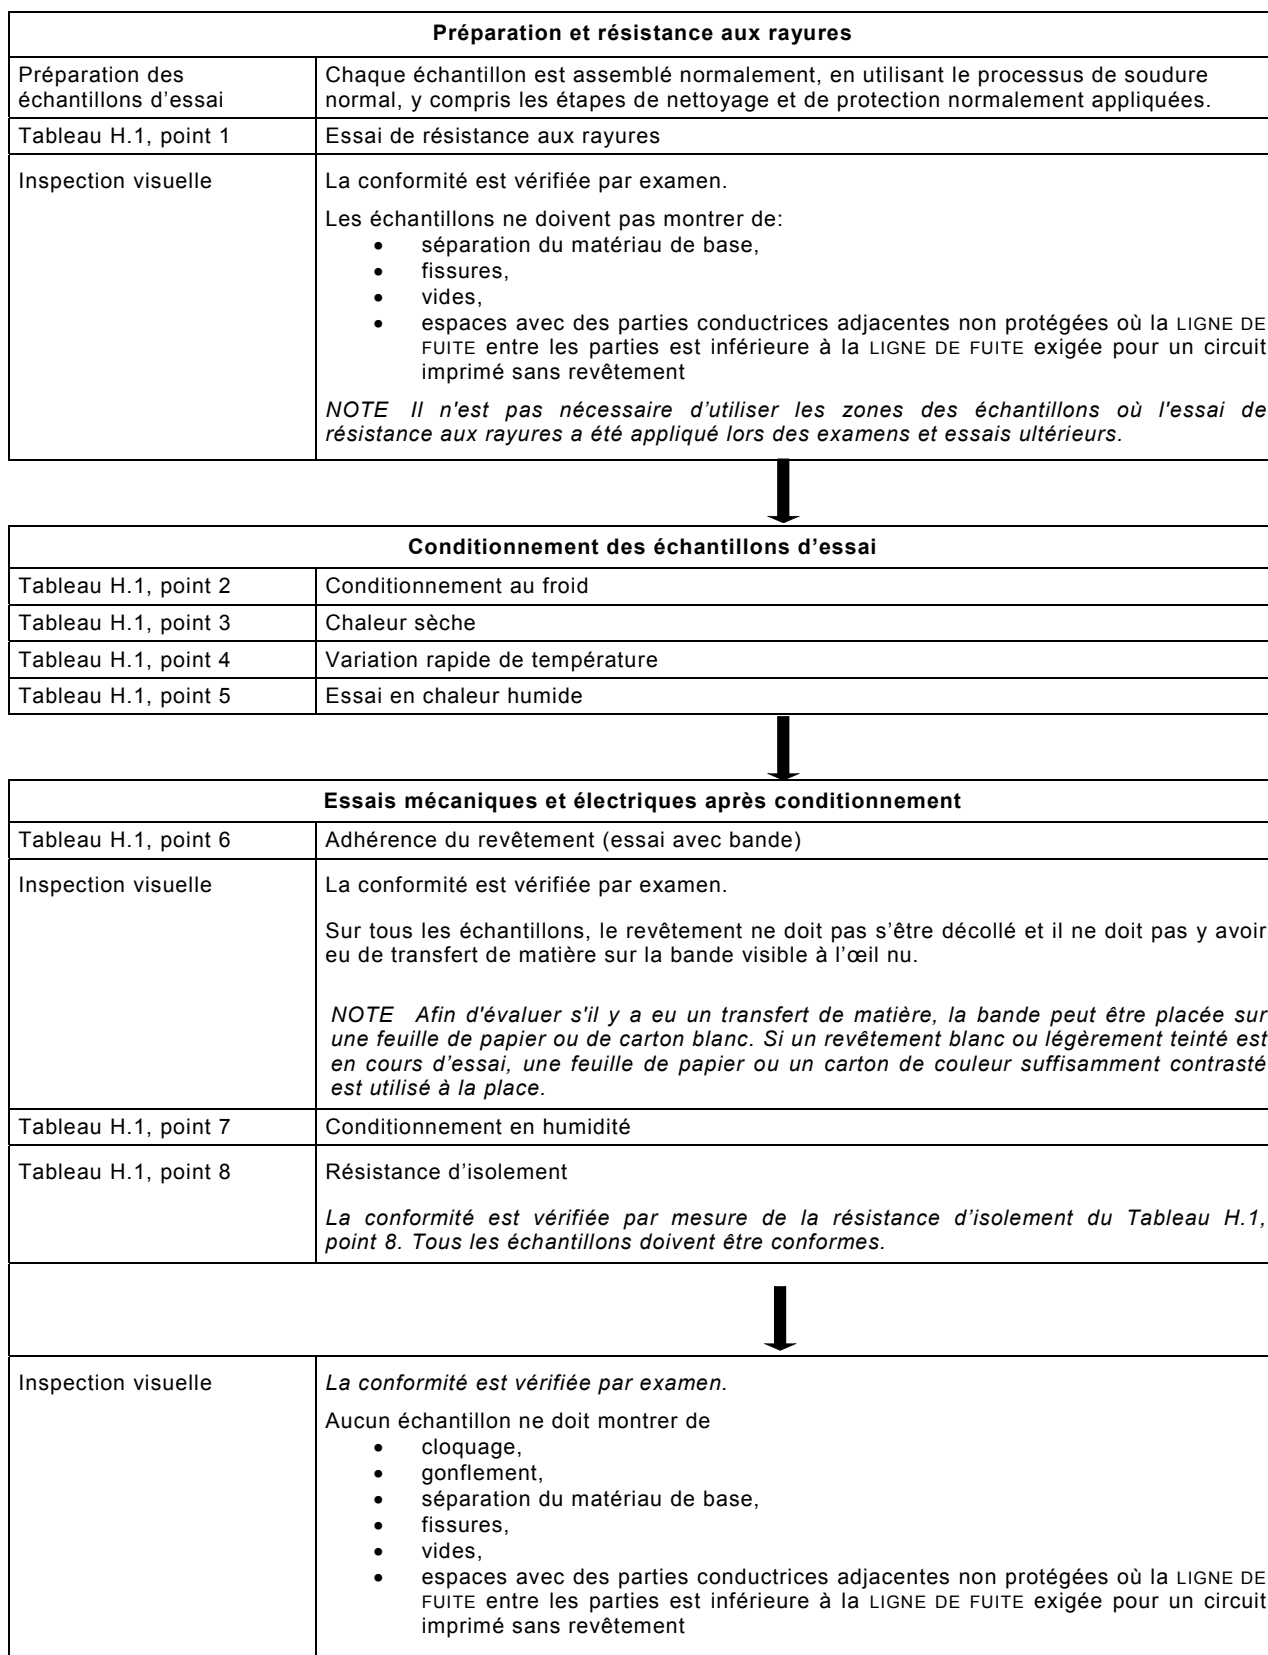 Préparation et résistance aux rayures
Préparation des
échantillons d’essai
Chaque échantillon est assemblé normalement, en utilisant le processus de soudure
normal, y compris les étapes de nettoyage et de protection normalement appliquées.
Tableau H.1, point 1
Essai de résistance aux rayures
Inspection visuelle
La conformité est vérifiée par examen.
Les échantillons ne doivent pas montrer de:
• séparation du matériau de base,
• fissures,
• vides,
• espaces avec des parties conductrices adjacentes non protégées où la LIGNE DE
FUITE entre les parties est inférieure à la LIGNE DE FUITE exigée pour un circuit
imprimé sans revêtement
NOTE Il n'est pas nécessaire d’utiliser les zones des échantillons où l'essai de
résistance aux rayures a été appliqué lors des examens et essais ultérieurs.
Conditionnement des échantillons d’essai
Tableau H.1, point 2
Conditionnement au froid
Tableau H.1, point 3
Chaleur sèche
Tableau H.1, point 4
Variation rapide de température
Tableau H.1, point 5
Essai en chaleur humide
Essais mécaniques et électriques après conditionnement
Tableau H.1, point 6
Adhérence du revêtement (essai avec bande)
Inspection visuelle
La conformité est vérifiée par examen.
Sur tous les échantillons, le revêtement ne doit pas s’être décollé et il ne doit pas y avoir
eu de transfert de matière sur la bande visible à l’œil nu.
NOTE Afin d'évaluer s'il y a eu un transfert de matière, la bande peut être placée sur
une feuille de papier ou de carton blanc. Si un revêtement blanc ou légèrement teinté est
en cours d’essai, une feuille de papier ou un carton de couleur suffisamment contrasté
est utilisé à la place.
Tableau H.1, point 7
Conditionnement en humidité
Tableau H.1, point 8
Résistance d’isolement
La conformité est vérifiée par mesure de la résistance d’isolement du Tableau H.1,
point 8. Tous les échantillons doivent être conformes.
Inspection visuelle
La conformité est vérifiée par examen.
Aucun échantillon ne doit montrer de
• cloquage,
• gonflement,
• séparation du matériau de base,
• fissures,
• vides,
• espaces avec des parties conductrices adjacentes non protégées où la LIGNE DE
FUITE entre les parties est inférieure à la LIGNE DE FUITE exigée pour un circuit
imprimé sans revêtement